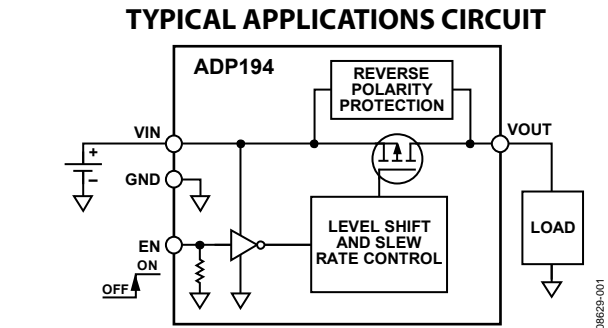 TYPICAL APPLICATIONS CIRCUIT
ADP194
REVERSE
POLARITY
PROTECTION
VIN
VOUT
+
–
GND
LEVEL SHIFT
AND SLEW
RATE CONTROL
LOAD
EN
ON
OFF
08629-001